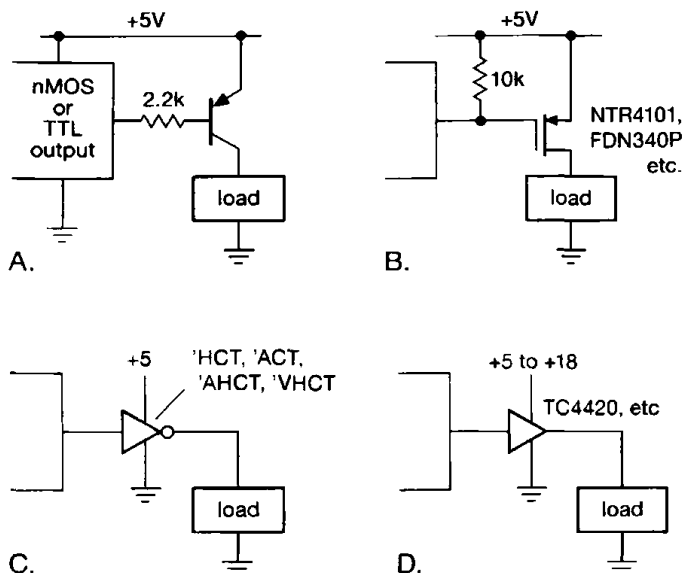 +5V
nMOS
or
TTL
output
2.2k
load
A.
+5V
10k
NTR4101,
FDN340P
etc.
load
B.
+5
'HCT, 'ACT,
'AHCT, 'VHCT
load
C.
+5 to +18
TC4420, etc
load
D.